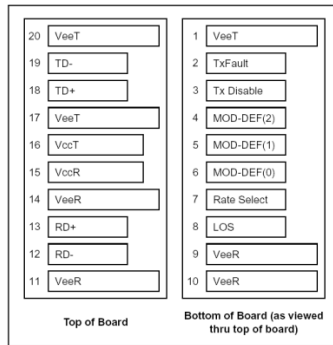 20 VeeT
19 TD-
18 TD+
17 VeeT
16 VccT
15 VccR
14 VeeR
13 RD+
12 RD-
11 VeeR
Top of Board
1 VeeT
2 TxFault
3 Tx Disable
4 MOD-DEF(2)
5 MOD-DEF(1)
6 MOD-DEF(0)
7 Rate Select
8 LOS
9 VeeR
10 VeeR
Bottom of Board (as viewed
thru top of board)